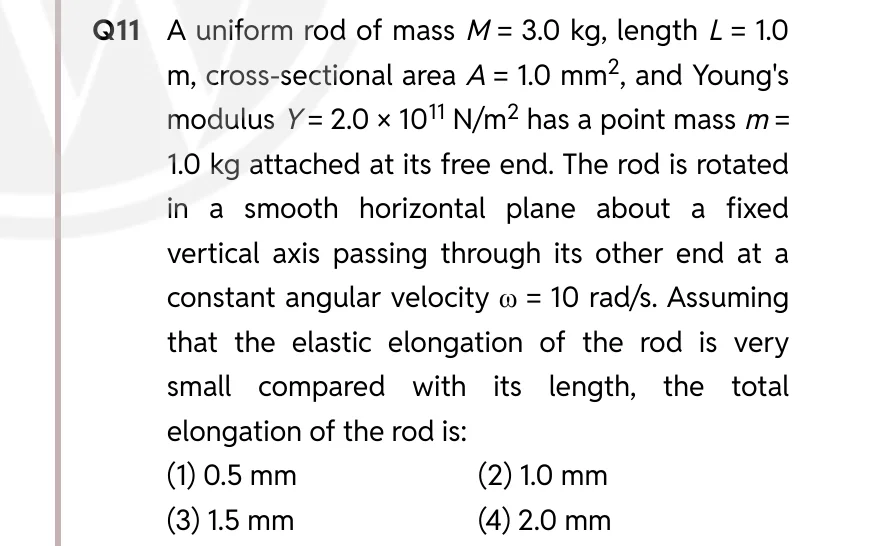 Q11 A uniform rod of mass M = 3.0 kg, length L = 1.0
m, cross-sectional area A = 1.0 mm², and Young's
modulus Y = 2.0 × 10¹¹ N/m² has a point mass m =
1.0 kg attached at its free end. The rod is rotated
in a smooth horizontal plane about a fixed
vertical axis passing through its other end at a
constant angular velocity ω = 10 rad/s. Assuming
that the elastic elongation of the rod is very
small compared with its length, the total
elongation of the rod is:
(1) 0.5 mm (2) 1.0 mm
(3) 1.5 mm (4) 2.0 mm